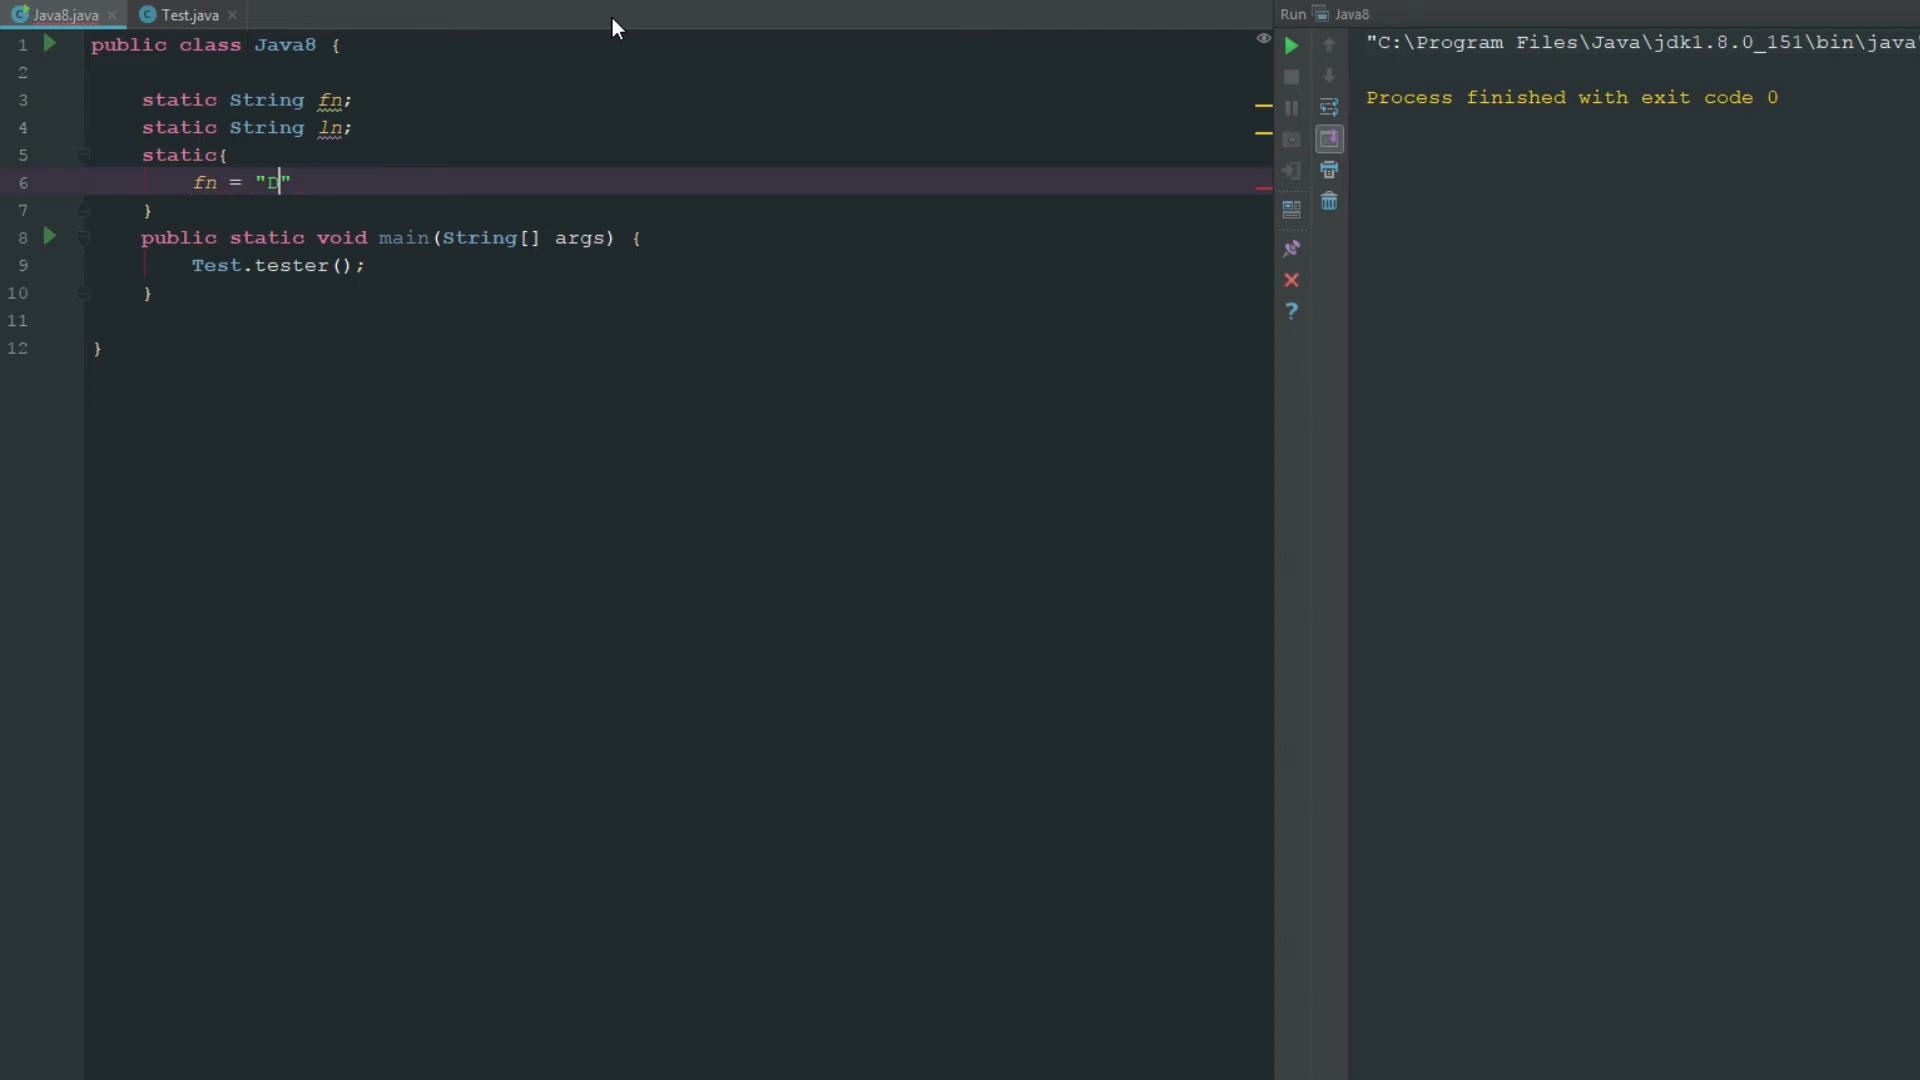 Java8.java
Test.java
Run Java8
1 public class Java8 {
2
3 static String fn;
4 static String ln;
5 static{
6 fn = "D"
7 }
8 public static void main(String[] args) {
9 Test.tester();
10 }
11
12 }
"C:\Program Files\Java\jdk1.8.0_151\bin\java
Process finished with exit code 0